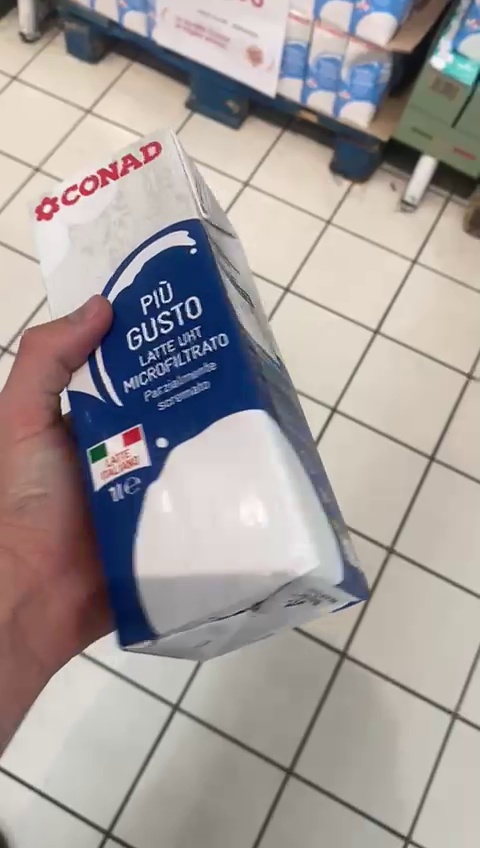 CONAD
PIÙ
GUSTO
LATTE UHT
MICROFILTRATO
Parzialmente
scremato
LATTE
ITALIANO
1l e